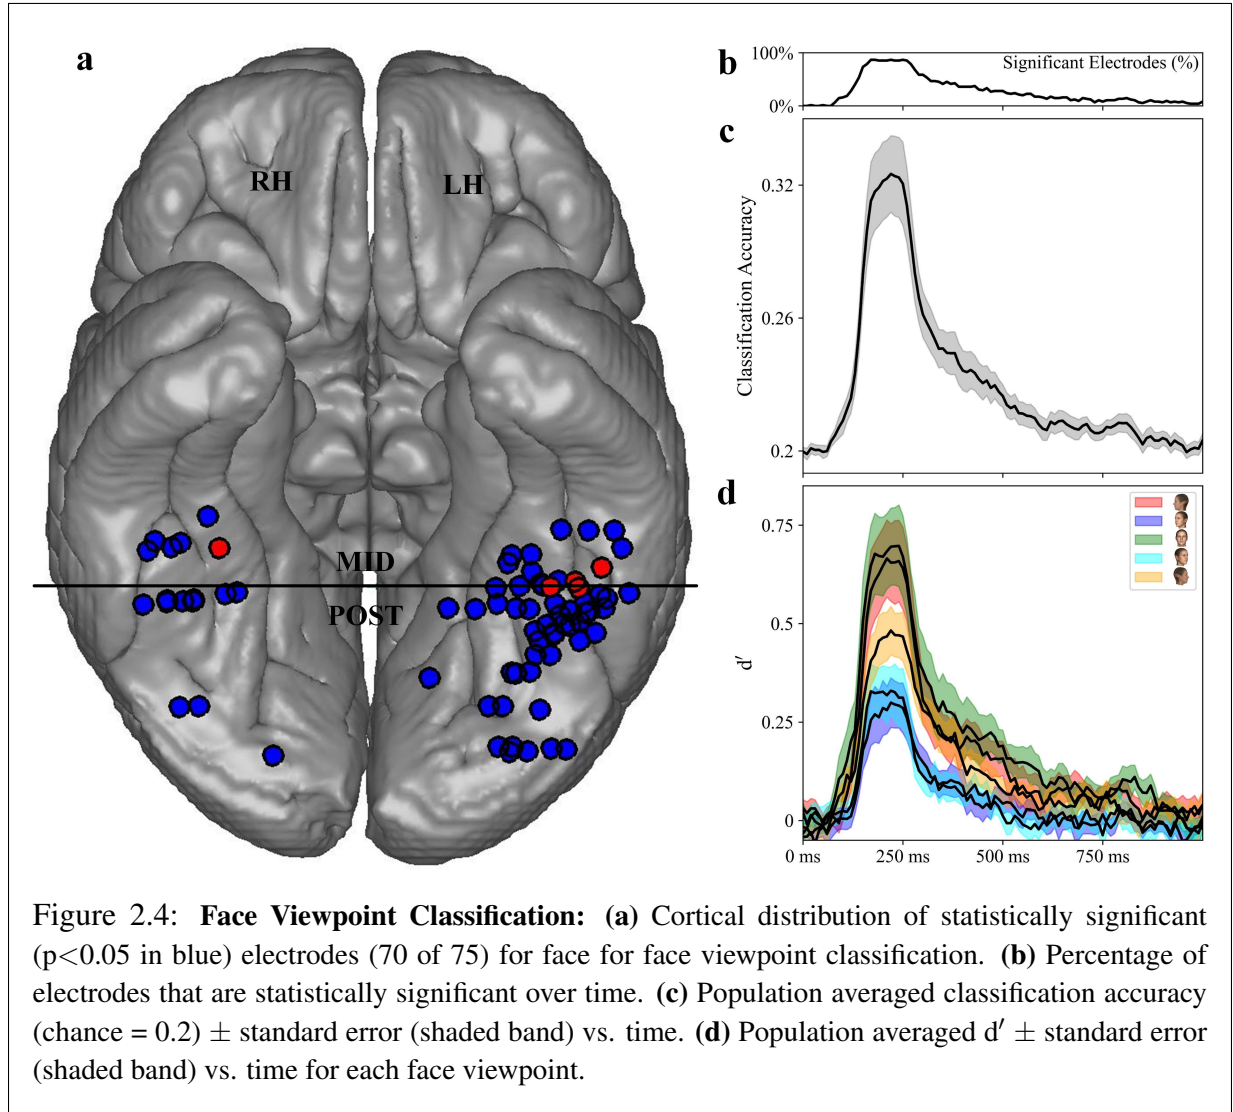 a
RH
LH
MID
POST
b
100%
0%
Significant Electrodes (%)
c
Classification Accuracy
0.32
0.26
0.2
d
d′
0.75
0.5
0.25
0
0 ms
250 ms
500 ms
750 ms
Figure 2.4: Face Viewpoint Classification: (a) Cortical distribution of statistically significant
(p<0.05 in blue) electrodes (70 of 75) for face for face viewpoint classification. (b) Percentage of
electrodes that are statistically significant over time. (c) Population averaged classification accuracy
(chance = 0.2) ± standard error (shaded band) vs. time. (d) Population averaged d′ ± standard error
(shaded band) vs. time for each face viewpoint.